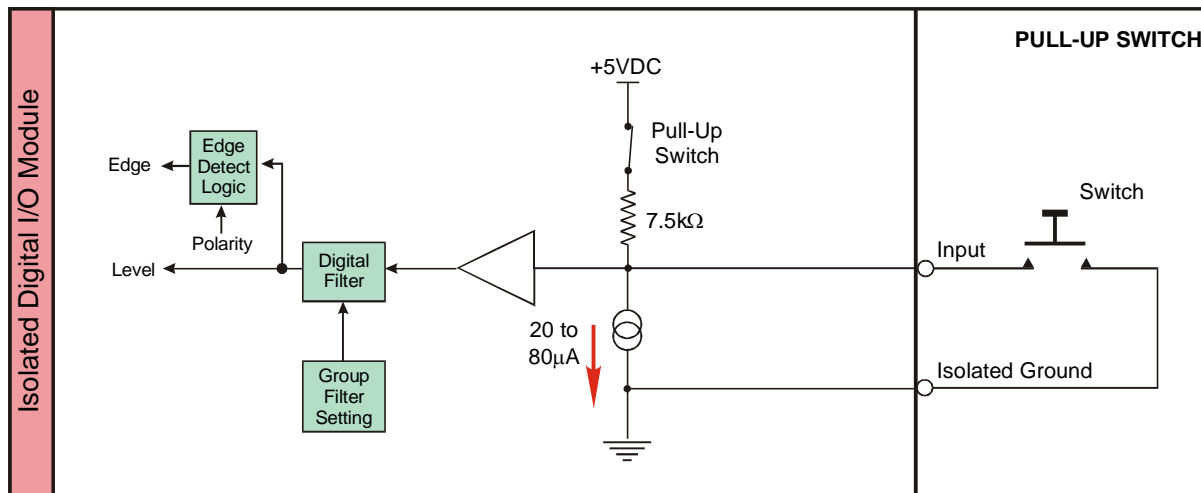 Isolated Digital I/O Module
PULL-UP SWITCH
+5VDC
Pull-Up
Switch
7.5kΩ
Edge
Edge
Detect
Logic
Polarity
Level
Digital
Filter
Group
Filter
Setting
20 to
80µA
Input
Switch
Isolated Ground